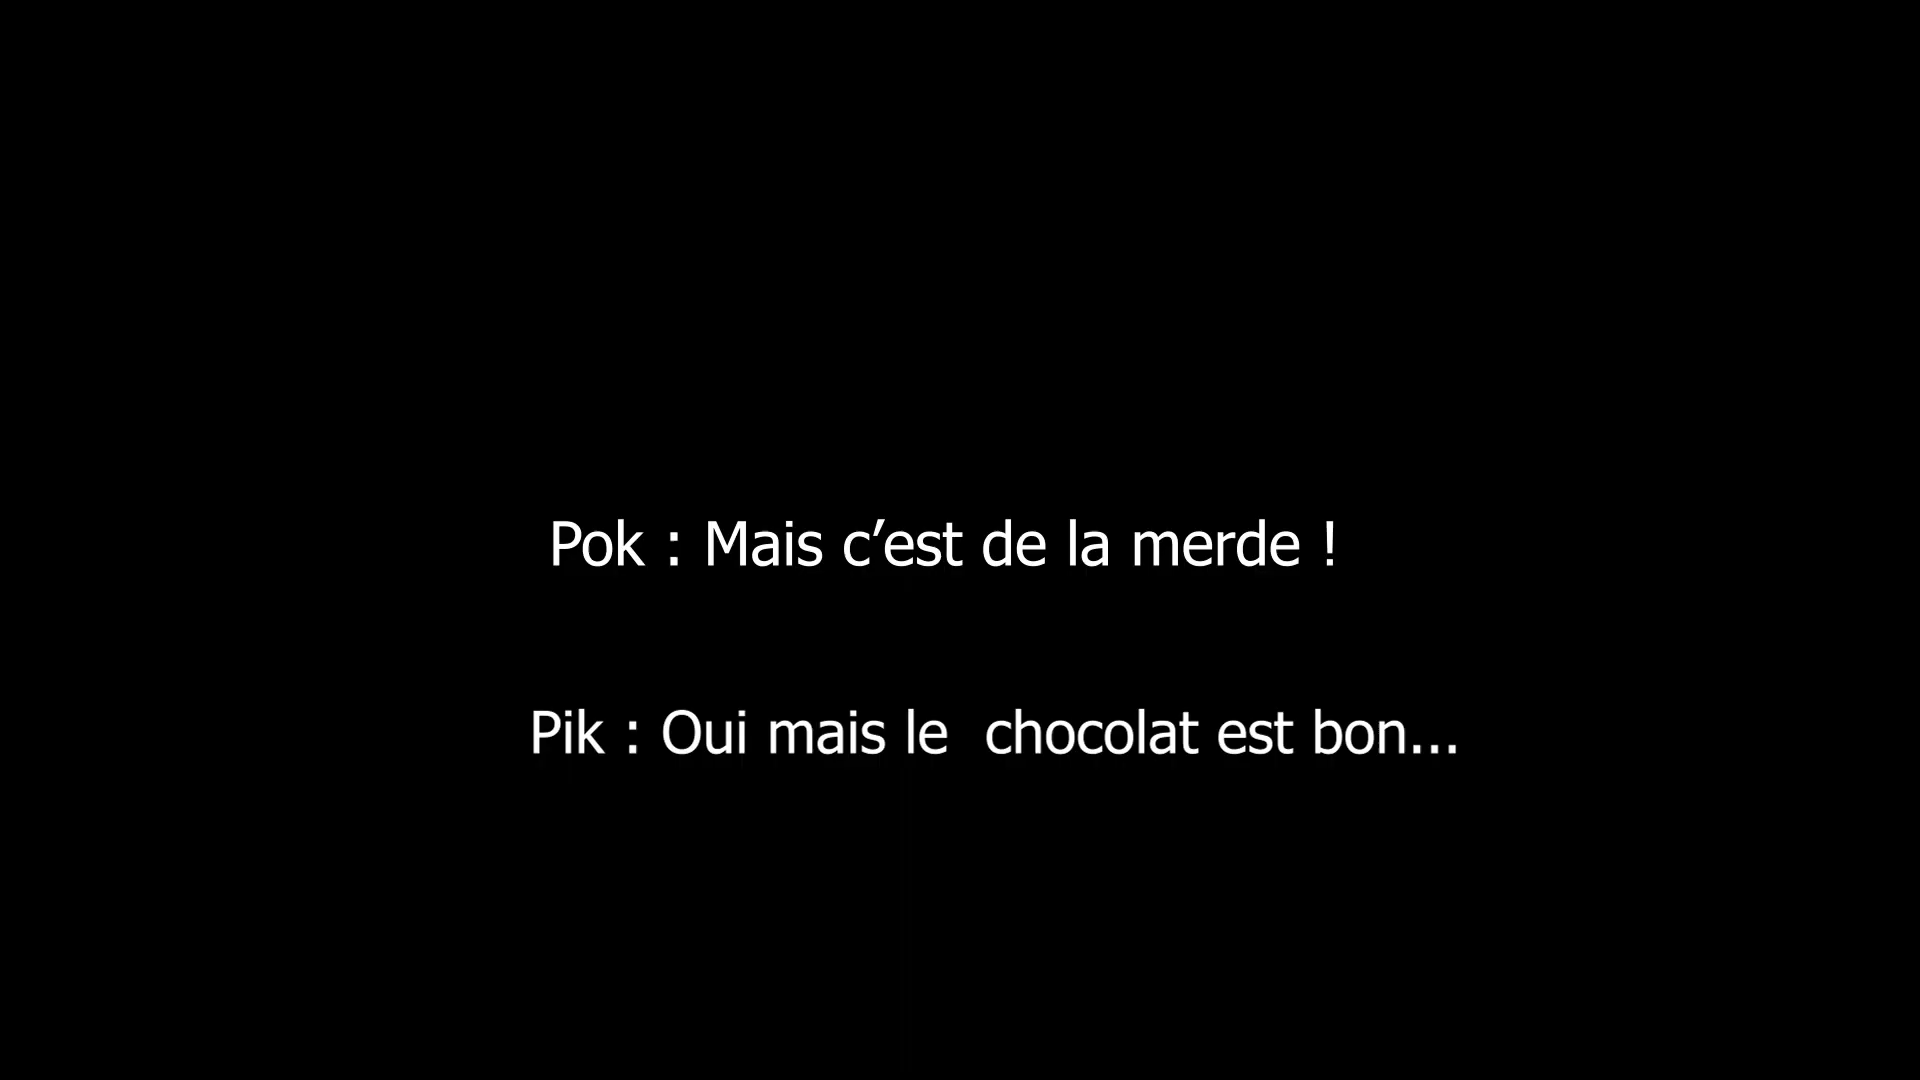 Pok : Mais c’est de la merde !
Pik : Oui mais le  chocolat est bon...